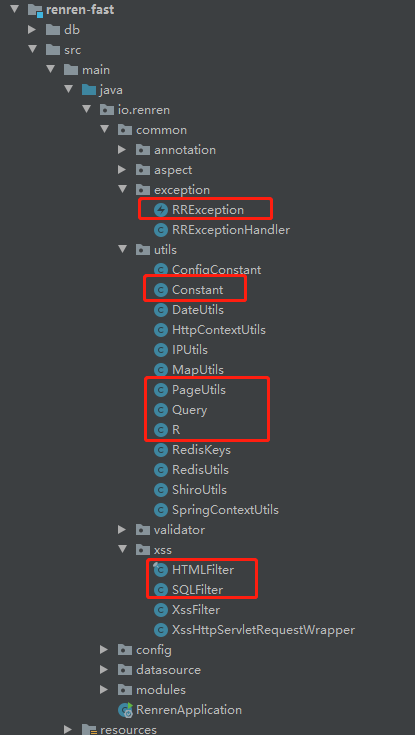 renren-fast
db
src
main
java
io.renren
common
annotation
aspect
exception
RRException
RRExceptionHandler
utils
ConfigConstant
Constant
DateUtils
HttpContextUtils
IPUtils
MapUtils
PageUtils
Query
R
RedisKeys
RedisUtils
ShiroUtils
SpringContextUtils
validator
xss
HTMLFilter
SQLFilter
XssFilter
XssHttpServletRequestWrapper
config
datasource
modules
RenrenApplication
resources